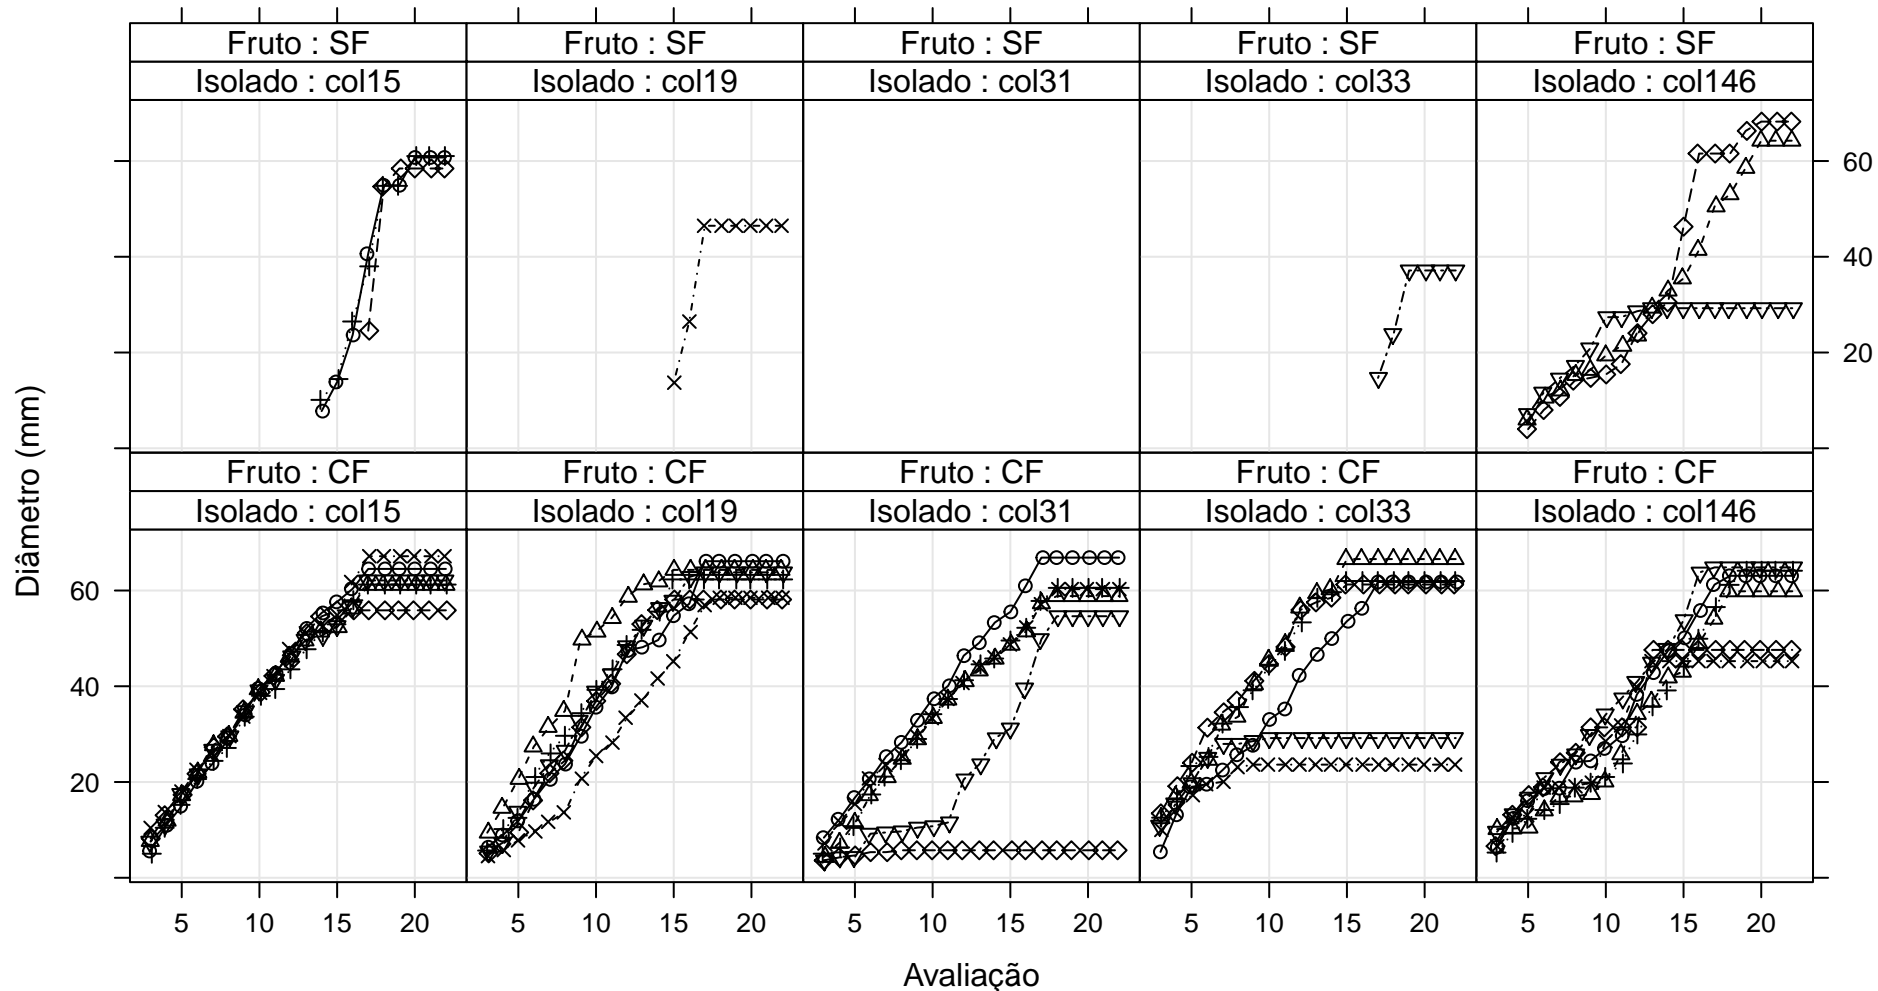 Fruto : SF Fruto : SF Fruto : SF Fruto : SF Fruto : SF
Isolado : col15 Isolado : col19 Isolado : col31 Isolado : col33 Isolado : col146
60
40
20
Fruto : CF Fruto : CF Fruto : CF Fruto : CF Fruto : CF
Isolado : col15 Isolado : col19 Isolado : col31 Isolado : col33 Isolado : col146
Diâmetro (mm)
60
40
20
5 10 15 20 5 10 15 20 5 10 15 20 5 10 15 20 5 10 15 20
Avaliação